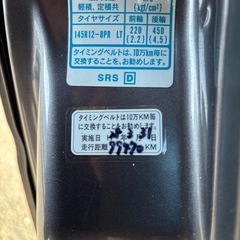 軽積、定積共
(kgf/cm²)
タイヤサイズ 前輪 後輪
145R12-8PR LT 220 450
(2.2) (4.5)
タイミングベルトは、10万km毎
に交換することをお勧めします。
SRS D
タイミングベルトは10万KM毎
に交換することをお勧めします。
実施日 年 月 日
走行距離 99490 KM